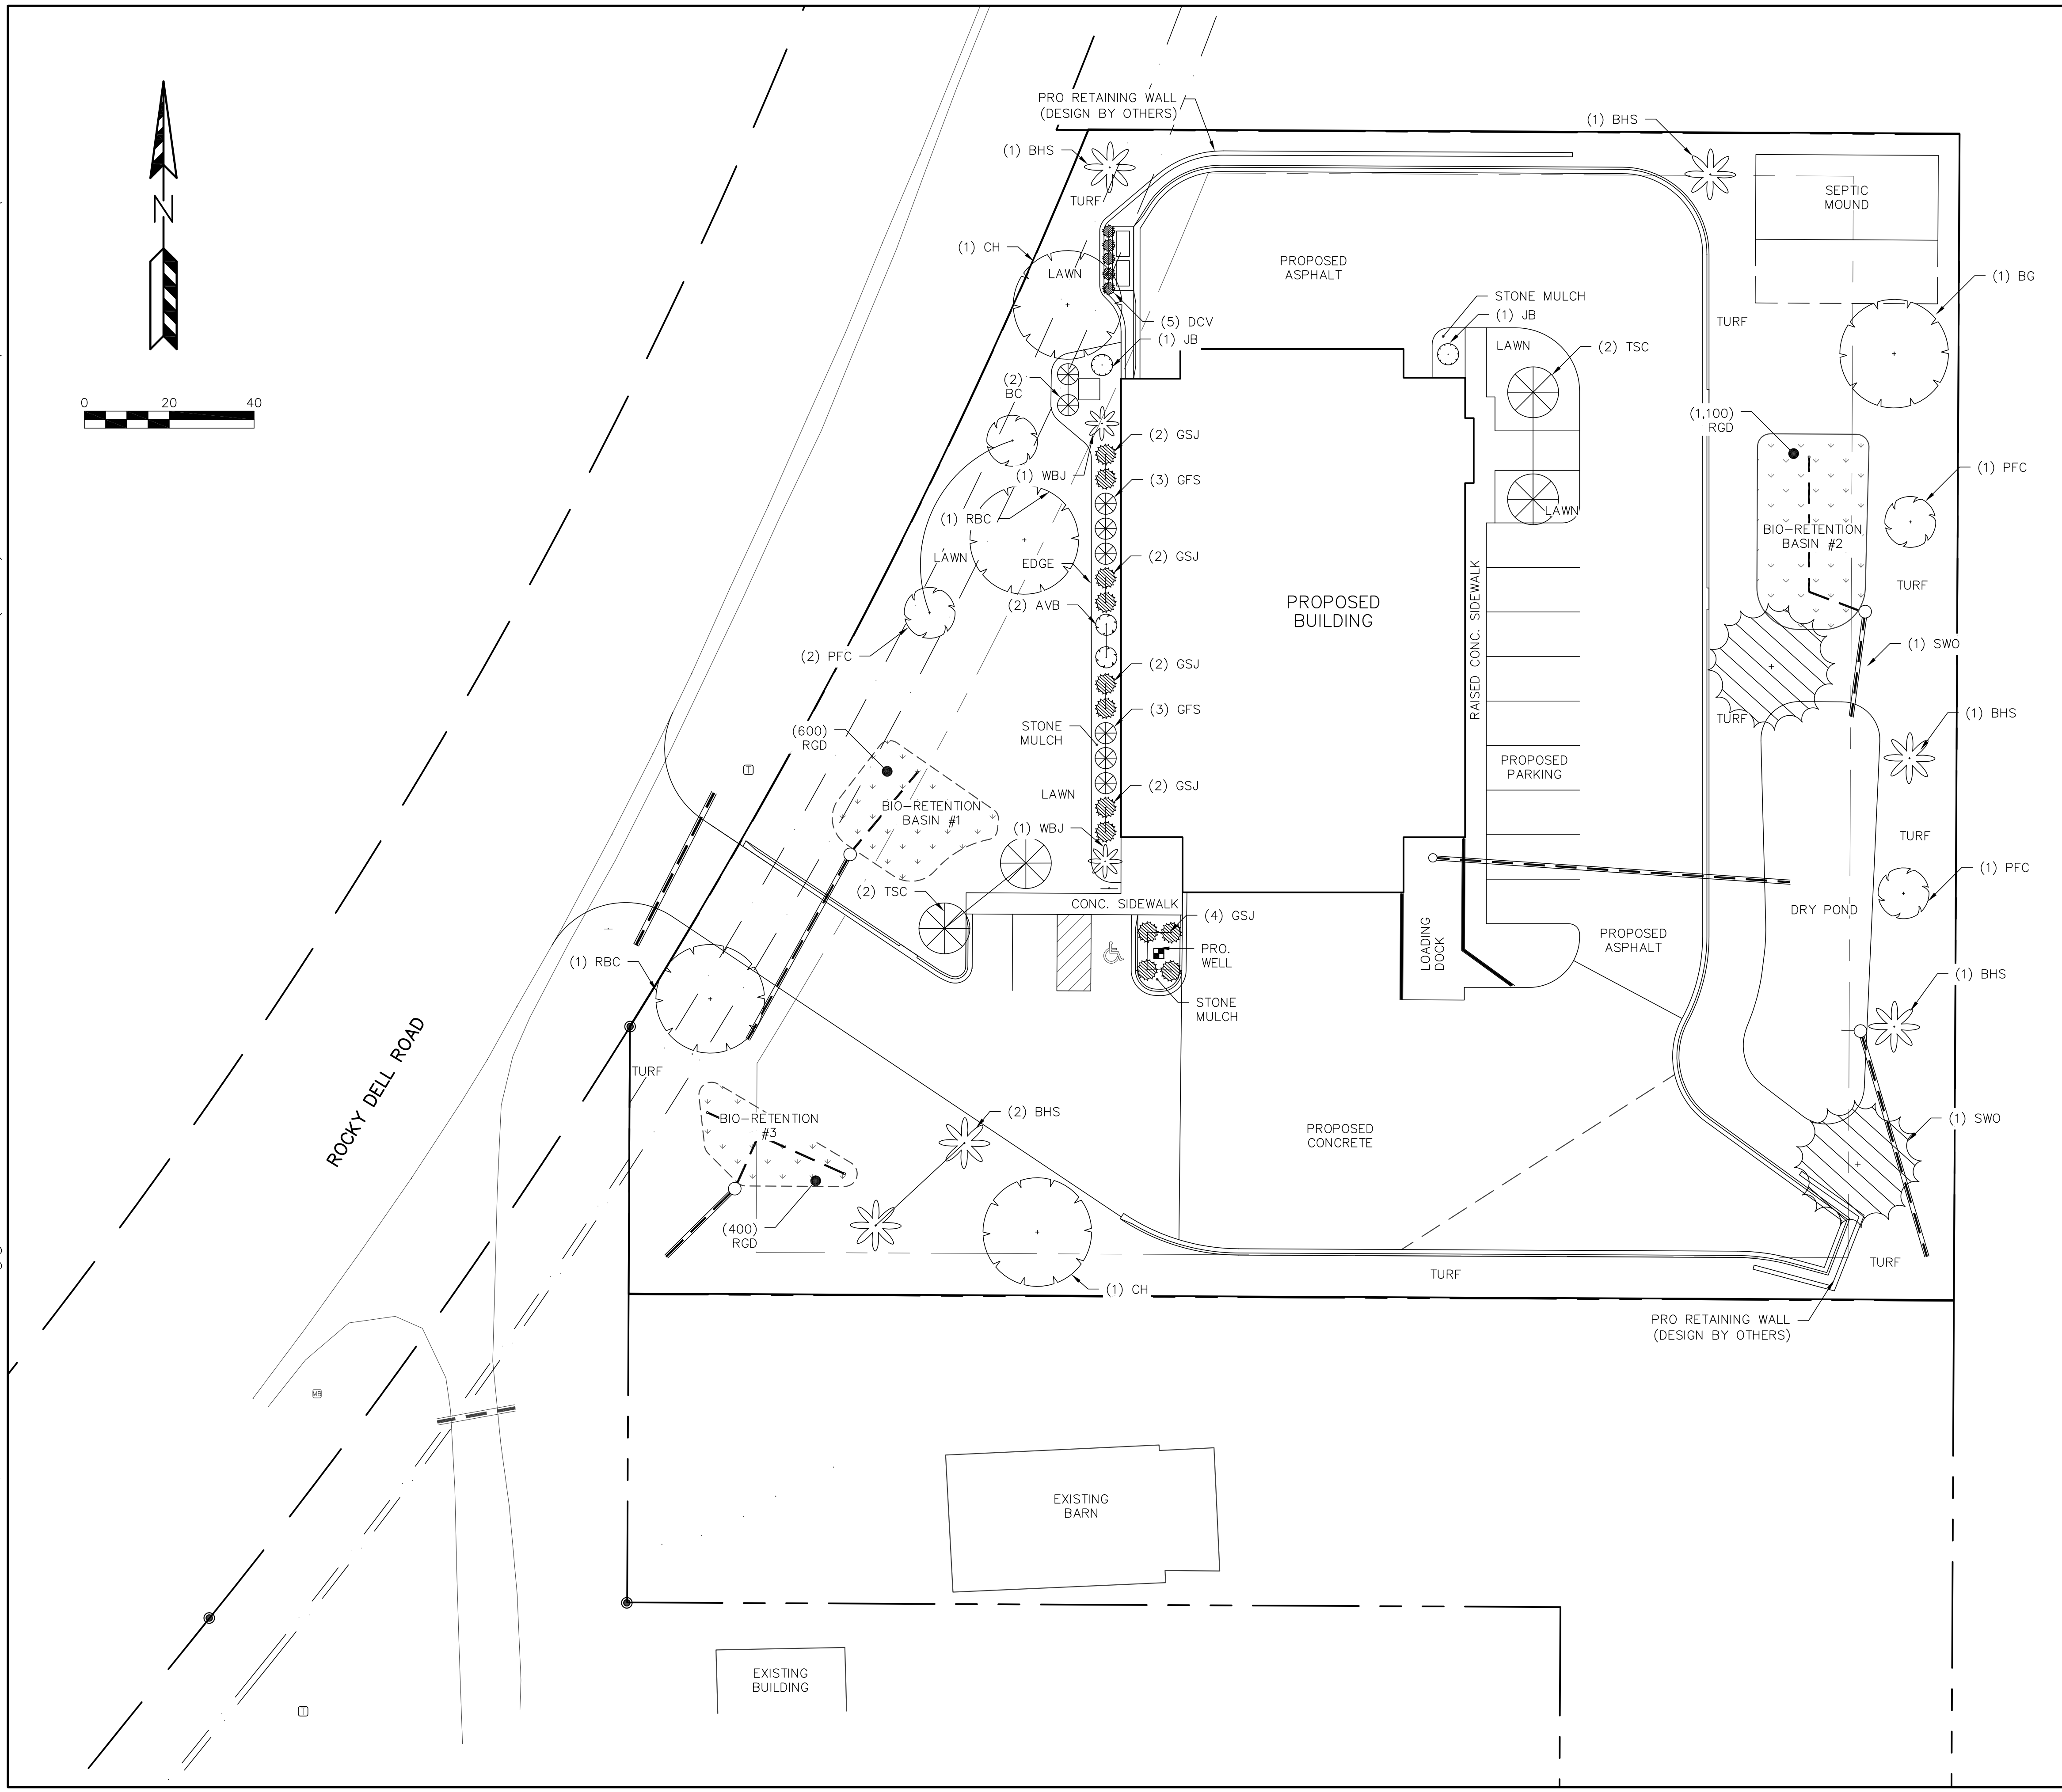 PRO RETAINING WALL
(DESIGN BY OTHERS)
(1) BHS
(1) BHS
N
0 20 40
TURF
SEPTIC
MOUND
(1) CH
LAWN
PROPOSED
ASPHALT
(1) BG
STONE MULCH
(1) JB
(5) DCV
(1) JB
TURF
LAWN
(2) TSC
(2)
BC
(1,100)
RGD
(2) GSJ
(1) WBJ
(3) GFS
(1) PFC
(1) RBC
LAWN
LAWN
EDGE
(2) GSJ
BIO-RETENTION
BASIN #2
TURF
(2) AVB
PROPOSED
BUILDING
RAISED CONC. SIDEWALK
(2) PFC
(2) GSJ
(1) SWO
(3) GFS
(1) BHS
TURF
(600)
RGD
STONE
MULCH
T
PROPOSED
PARKING
(2) GSJ
LAWN
BIO-RETENTION
BASIN #1
(1) WBJ
TURF
(1) PFC
(2) TSC
CONC. SIDEWALK
DRY POND
(4) GSJ
PRO.
WELL
LOADING
DOCK
PROPOSED
ASPHALT
(1) RBC
(1) BHS
STONE
MULCH
ROCKY DELL ROAD
TURF
BIO-RETENTION
#3
(2) BHS
PROPOSED
CONCRETE
(1) SWO
(400)
RGD
TURF
TURF
(1) CH
PRO RETAINING WALL
(DESIGN BY OTHERS)
MB
EXISTING
BARN
EXISTING
BUILDING
T